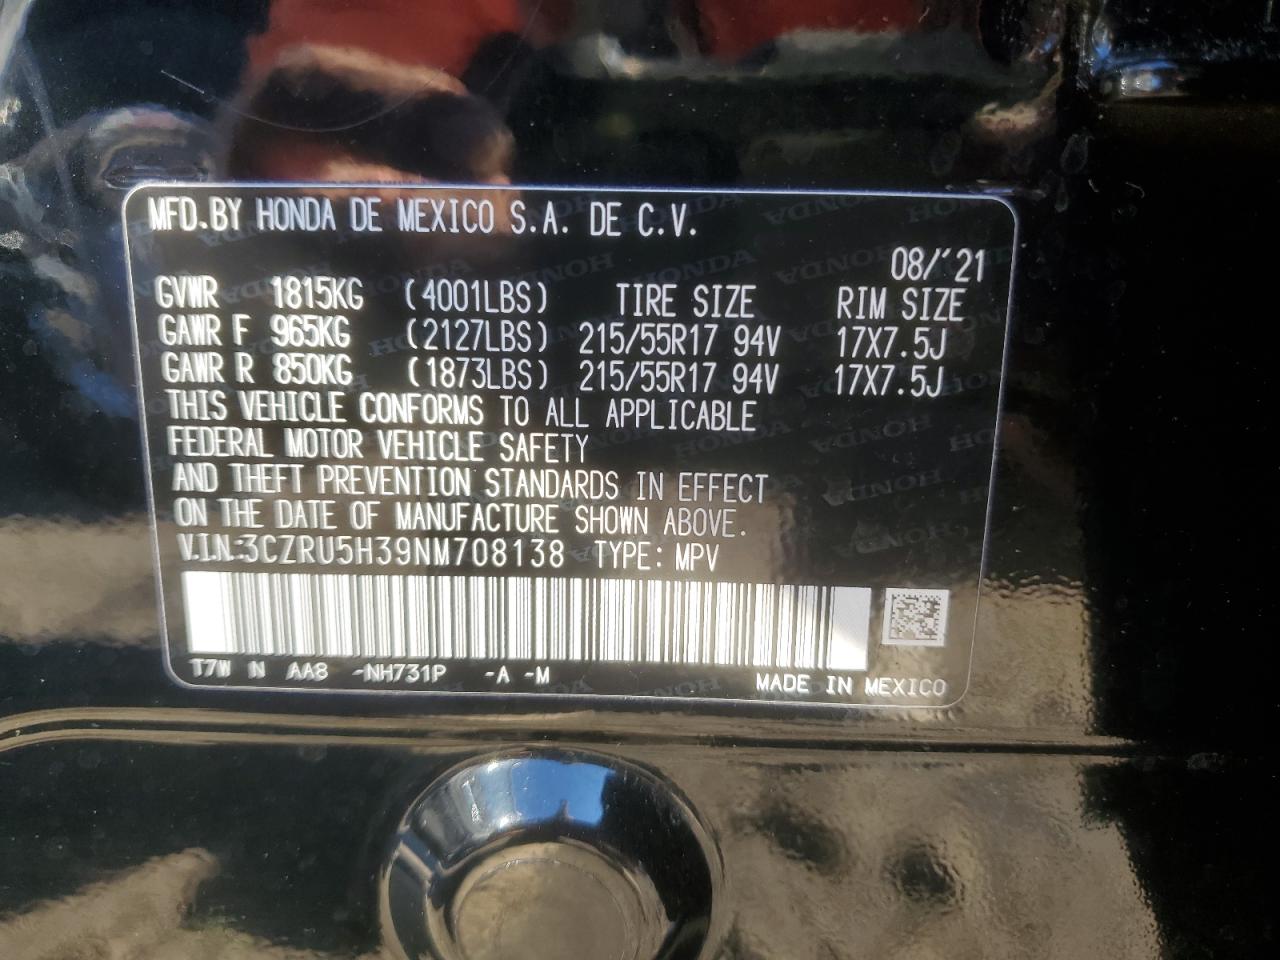 MFD.BY HONDA DE MEXICO S.A. DE C.V.
08/'21
GVWR 1815KG (4001LBS) TIRE SIZE RIM SIZE
GAWR F 965KG (2127LBS) 215/55R17 94V 17X7.5J
GAWR R 850KG (1873LBS) 215/55R17 94V 17X7.5J
THIS VEHICLE CONFORMS TO ALL APPLICABLE
FEDERAL MOTOR VEHICLE SAFETY
AND THEFT PREVENTION STANDARDS IN EFFECT
ON THE DATE OF MANUFACTURE SHOWN ABOVE.
V.I.N.:3CZRU5H39NM708138 TYPE: MPV
T7W N AA8 -NH731P -A -M
MADE IN MEXICO